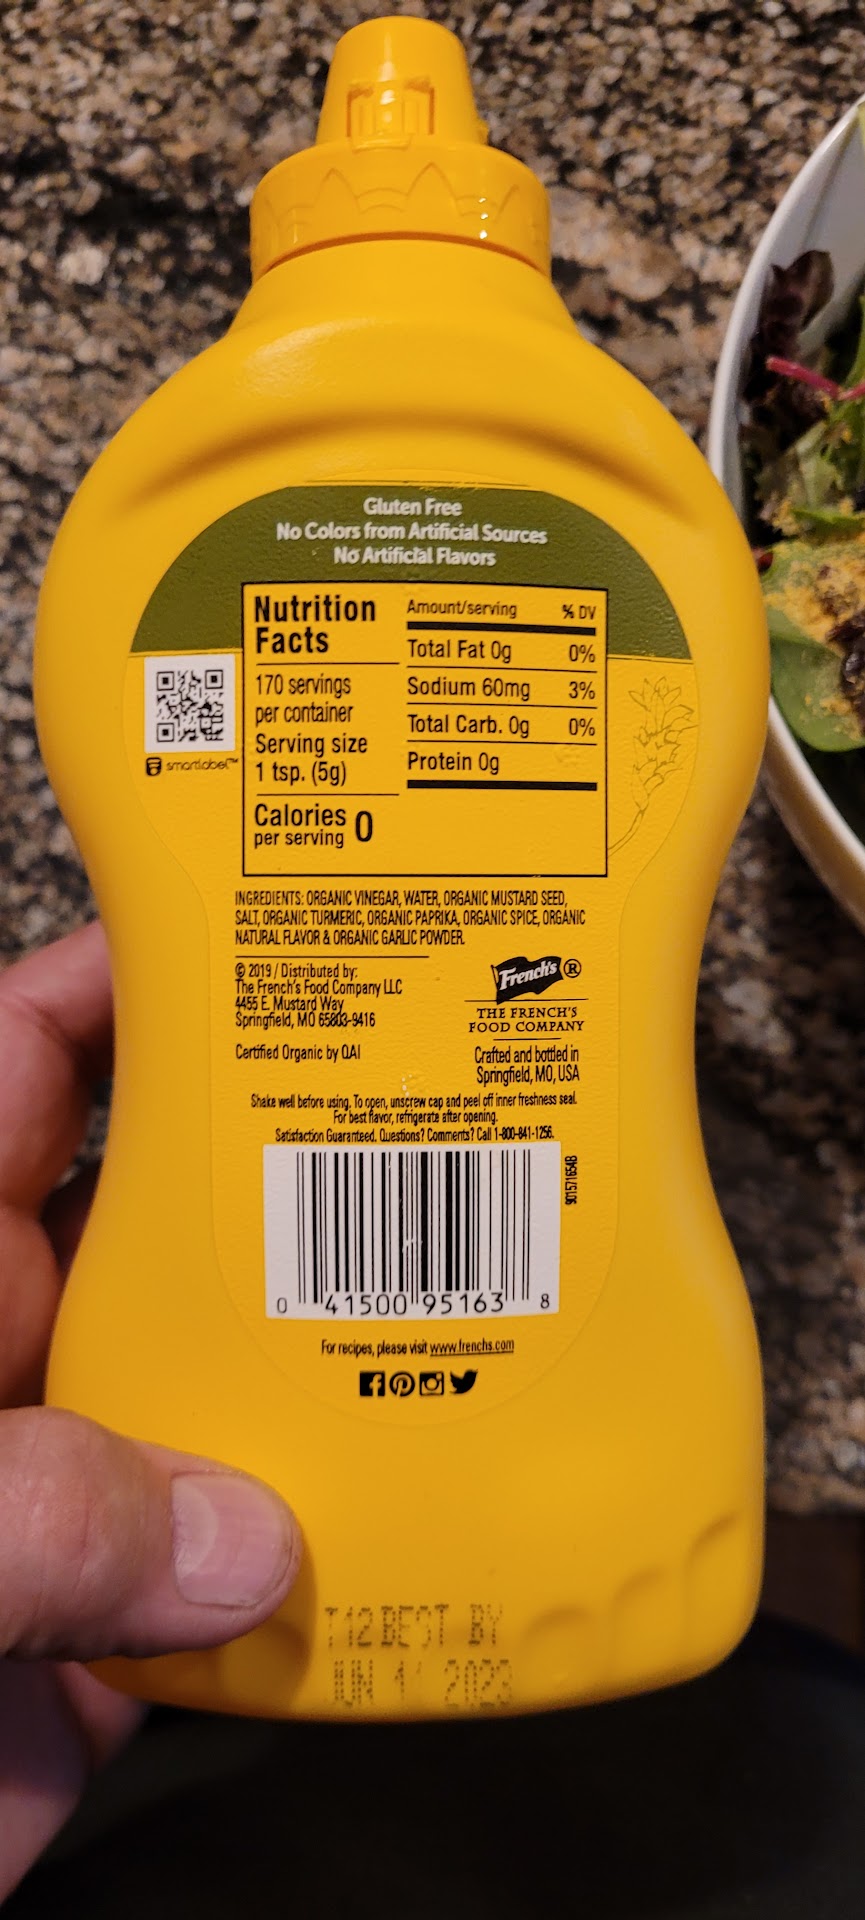 Gluten Free
No Colors from Artificial Sources
No Artificial Flavors
Nutrition
Facts
170 servings
per container
Serving size
1 tsp. (5g)
Calories 0
per serving
Amount/serving % DV
Total Fat 0g 0%
Sodium 60mg 3%
Total Carb. 0g 0%
Protein 0g
smartlabel™
INGREDIENTS: ORGANIC VINEGAR, WATER, ORGANIC MUSTARD SEED,
SALT, ORGANIC TURMERIC, ORGANIC PAPRIKA, ORGANIC SPICE, ORGANIC
NATURAL FLAVOR & ORGANIC GARLIC POWDER.
© 2019 / Distributed by:
The French's Food Company LLC
4455 E. Mustard Way
Springfield, MO 65803-9416
Certified Organic by QAI
French's ®
THE FRENCH'S
FOOD COMPANY
Crafted and bottled in
Springfield, MO, USA
Shake well before using. To open, unscrew cap and peel off inner freshness seal.
For best flavor, refrigerate after opening.
Satisfaction Guaranteed. Questions? Comments? Call 1-800-841-1256.
901571654B
0 41500 95163 8
For recipes, please visit www.frenchs.com
T12 BEST BY
JUN 2023